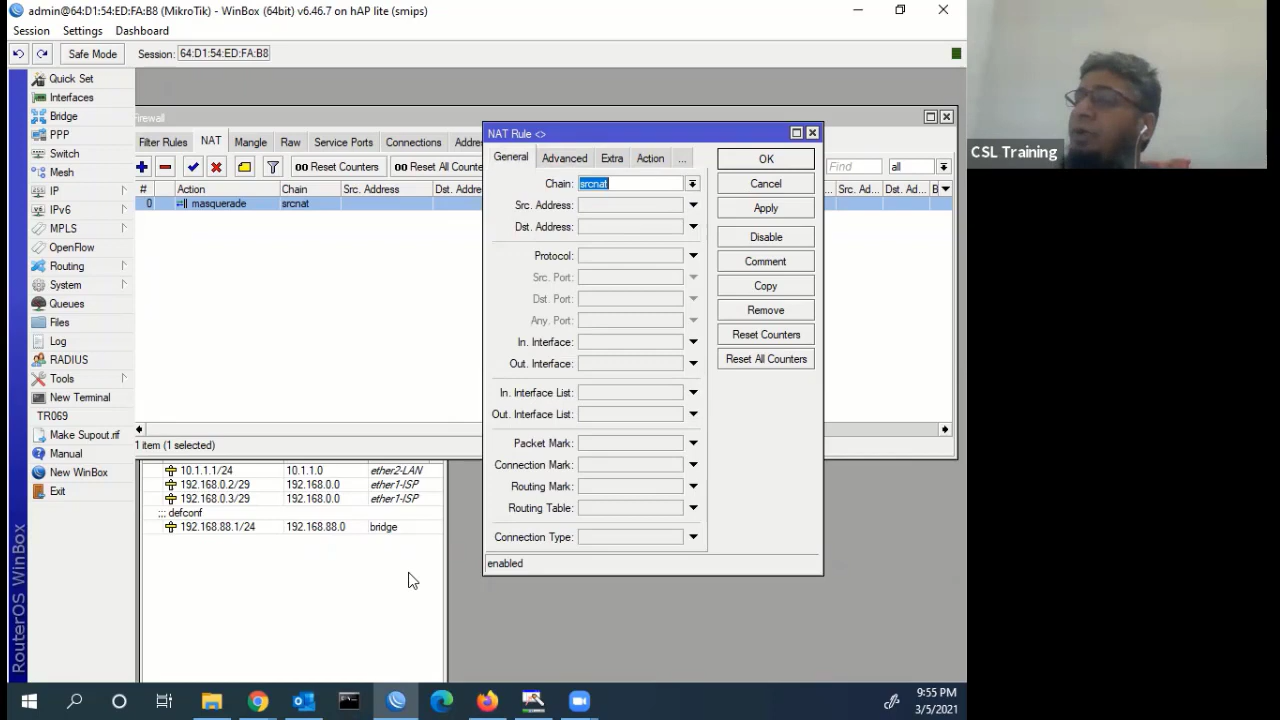 admin@64:D1:54:ED:FA:B8 (MikroTik) - WinBox (64bit) v6.46.7 on hAP lite (smips)
Session Settings Dashboard
Safe Mode Session: 64:D1:54:ED:FA:B8
Quick Set
Interfaces
Bridge
PPP
Switch
Mesh
IP
IPv6
MPLS
OpenFlow
Routing
System
Queues
Files
Log
RADIUS
Tools
New Terminal
TR069
Make Supout.rif
Manual
New WinBox
Exit
RouterOS WinBox
irewall
Filter Rules NAT Mangle Raw Service Ports Connections Addre
00 Reset Counters 00 Reset All Counte
Find all
# Action Chain Src. Address Dst. Add
Src. Ad... Dst. Ad... B
0 masquerade srcnat
1 item (1 selected)
10.1.1.1/24 10.1.1.0 ether2-LAN
192.168.0.2/29 192.168.0.0 ether1-ISP
192.168.0.3/29 192.168.0.0 ether1-ISP
;;; defconf
192.168.88.1/24 192.168.88.0 bridge
NAT Rule <>
General Advanced Extra Action ...
Chain: srcnat
Src. Address:
Dst. Address:
Protocol:
Src. Port:
Dst. Port:
Any. Port:
In. Interface:
Out. Interface:
In. Interface List:
Out. Interface List:
Packet Mark:
Connection Mark:
Routing Mark:
Routing Table:
Connection Type:
enabled
OK
Cancel
Apply
Disable
Comment
Copy
Remove
Reset Counters
Reset All Counters
CSL Training
9:55 PM
3/5/2021